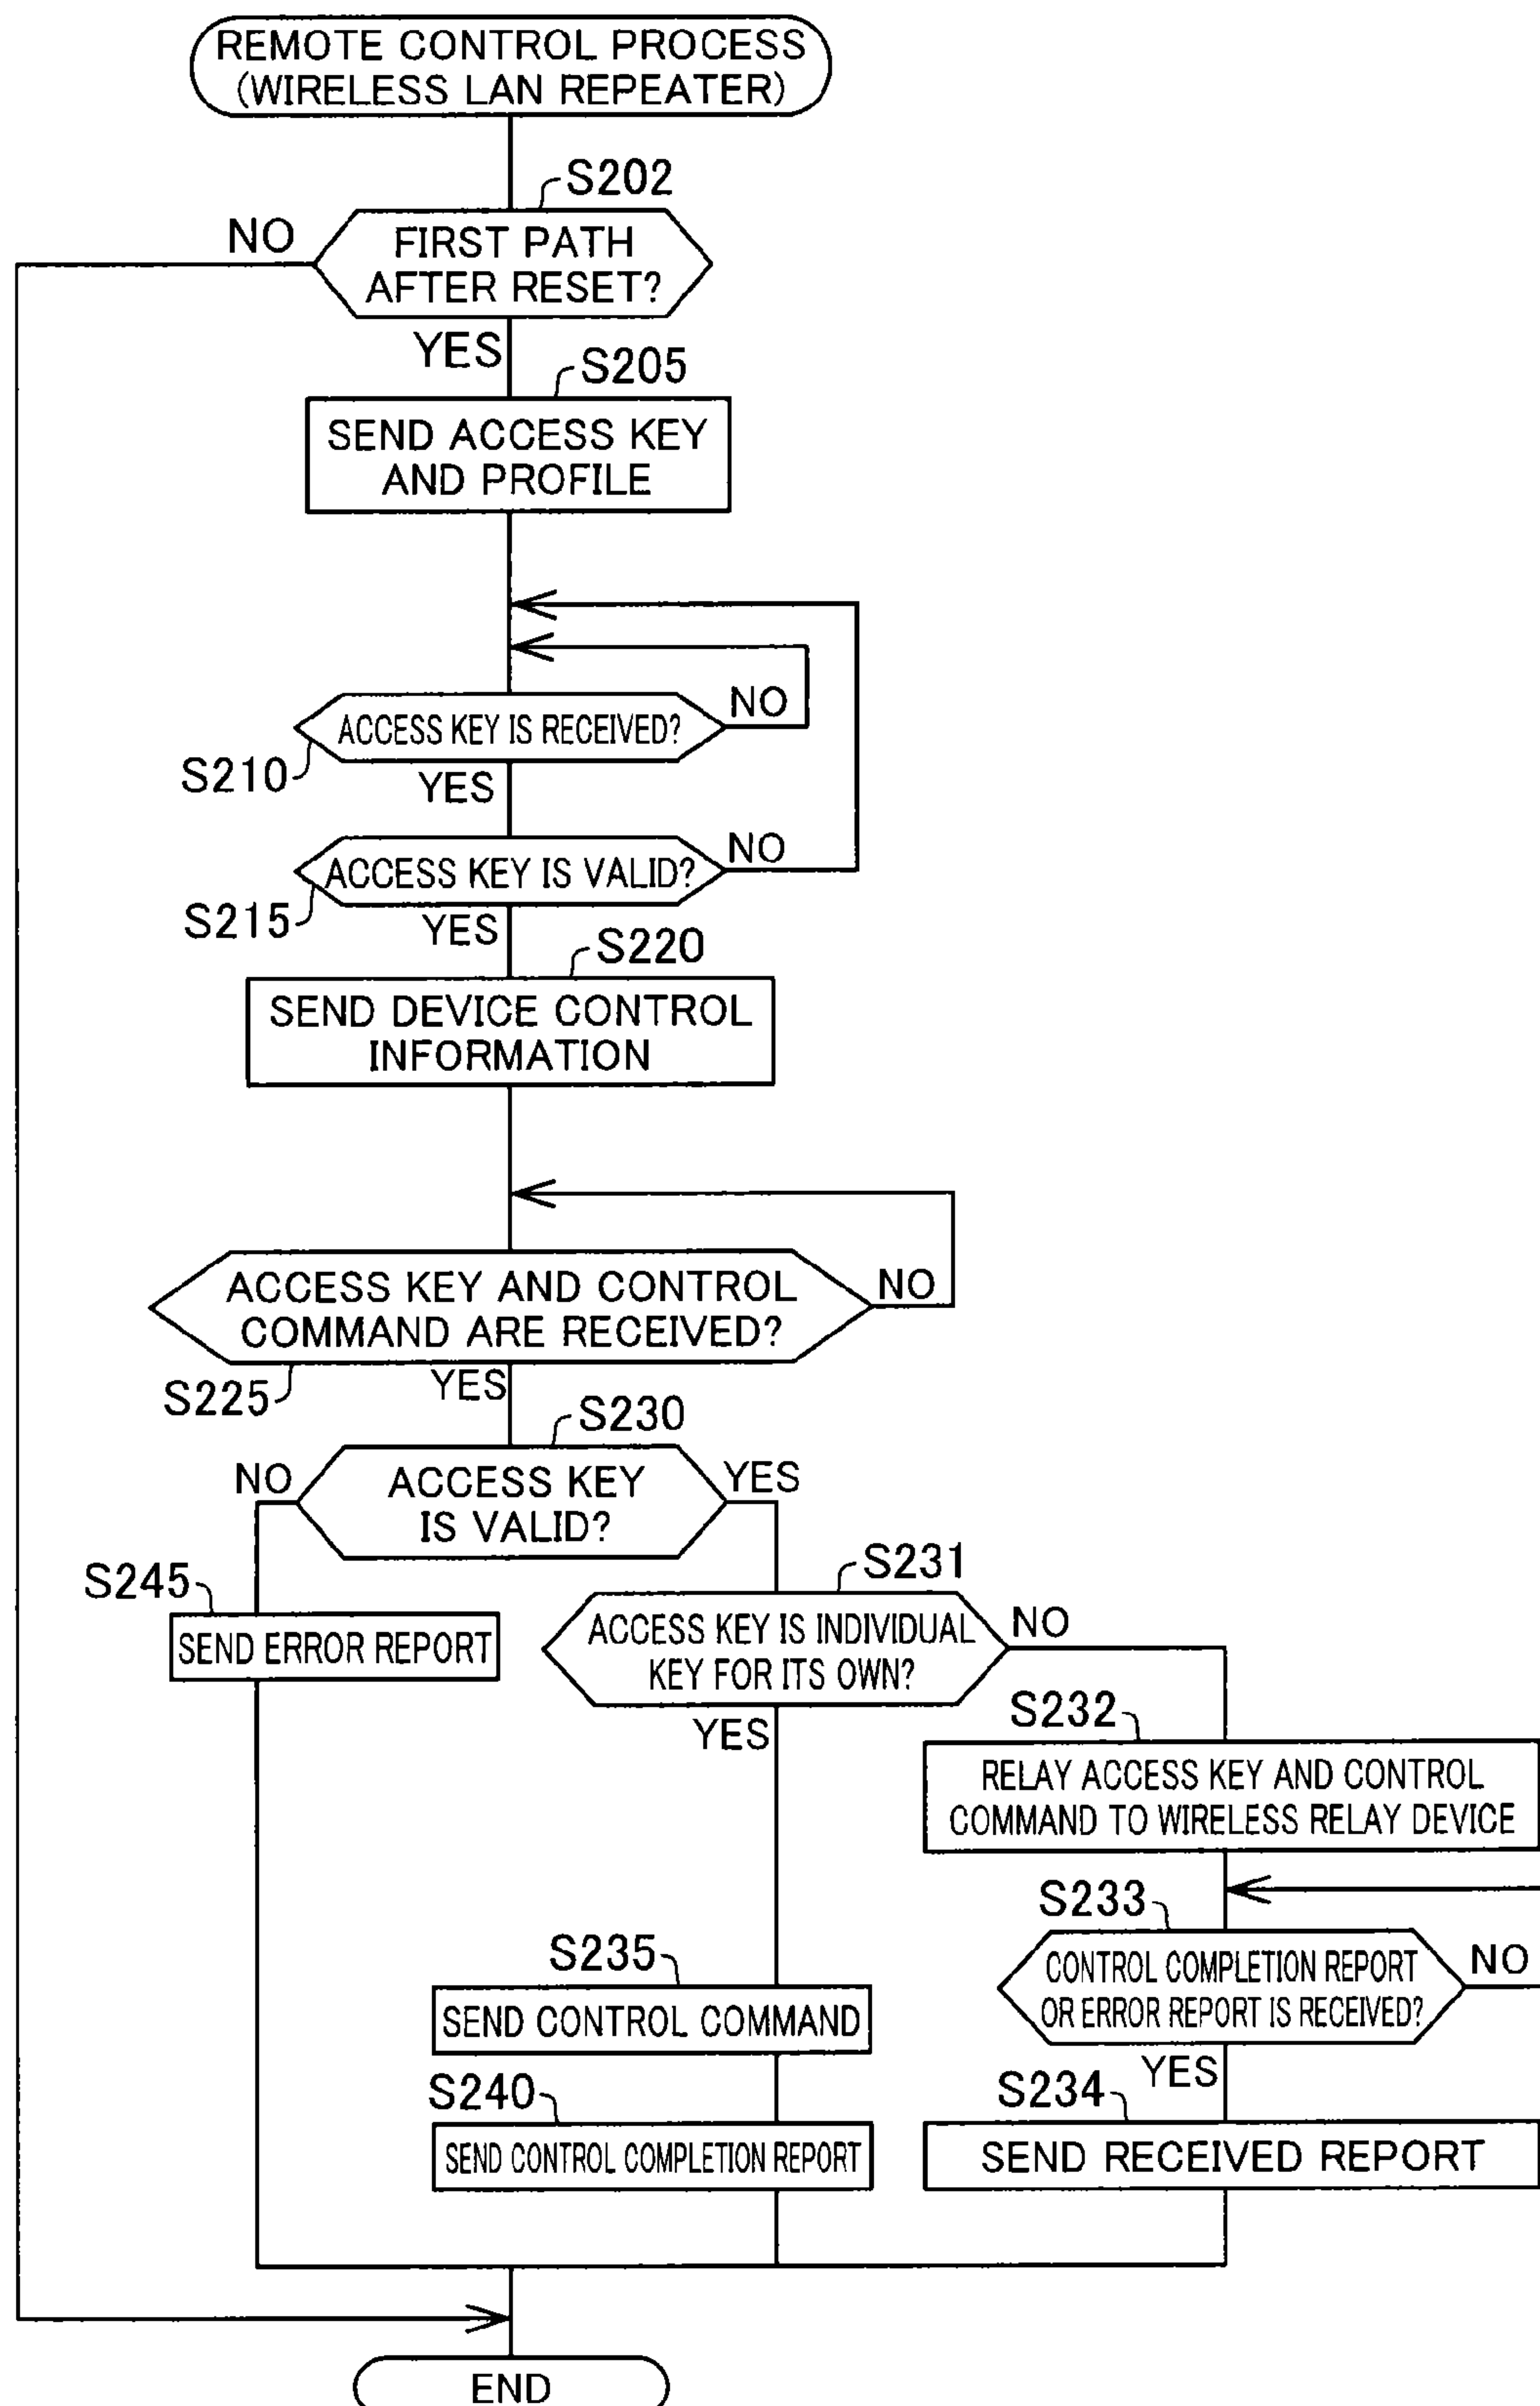 REMOTE CONTROL PROCESS
(WIRELESS LAN REPEATER)
S202
NO
FIRST PATH
AFTER RESET?
YES
S205
SEND ACCESS KEY
AND PROFILE
ACCESS KEY IS RECEIVED?
NO
S210
YES
ACCESS KEY IS VALID?
NO
S215
YES
S220
SEND DEVICE CONTROL
INFORMATION
ACCESS KEY AND CONTROL
COMMAND ARE RECEIVED?
NO
S225
YES
S230
NO
ACCESS KEY
IS VALID?
YES
S245
SEND ERROR REPORT
S231
ACCESS KEY IS INDIVIDUAL
KEY FOR ITS OWN?
NO
YES
S232
RELAY ACCESS KEY AND CONTROL
COMMAND TO WIRELESS RELAY DEVICE
S233
CONTROL COMPLETION REPORT
OR ERROR REPORT IS RECEIVED?
NO
YES
S235
SEND CONTROL COMMAND
S240
SEND CONTROL COMPLETION REPORT
S234
SEND RECEIVED REPORT
END